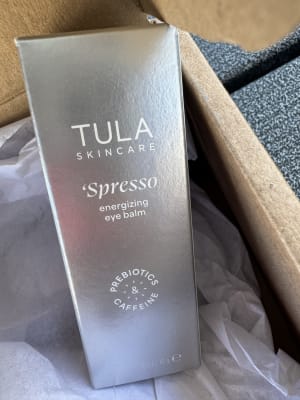 TULA
SKINCARE
'Spresso
energizing
eye balm
PREBIOTICS
&
CAFFEINE